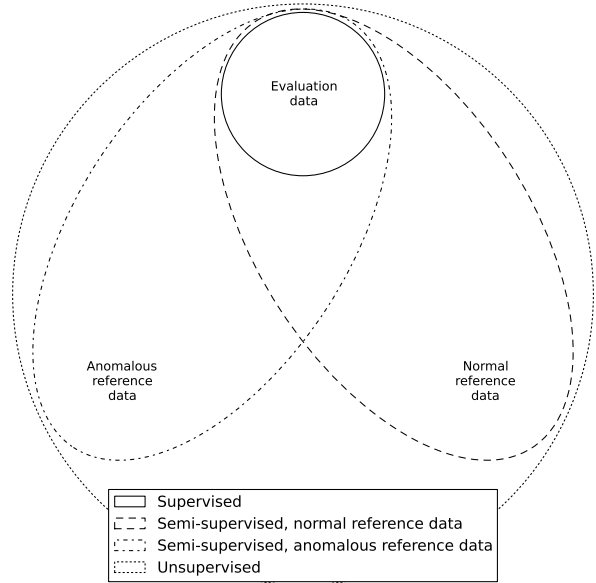 Evaluation
data
Anomalous
reference
data
Normal
reference
data
Supervised
Semi-supervised, normal reference data
Semi-supervised, anomalous reference data
Unsupervised